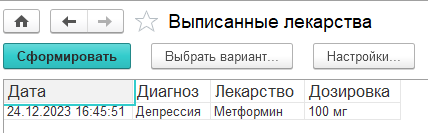 Выписанные лекарства
Сформировать Выбрать вариант... Настройки...
Дата Диагноз Лекарство Дозировка
24.12.2023 16:45:51 Депрессия Метформин 100 мг